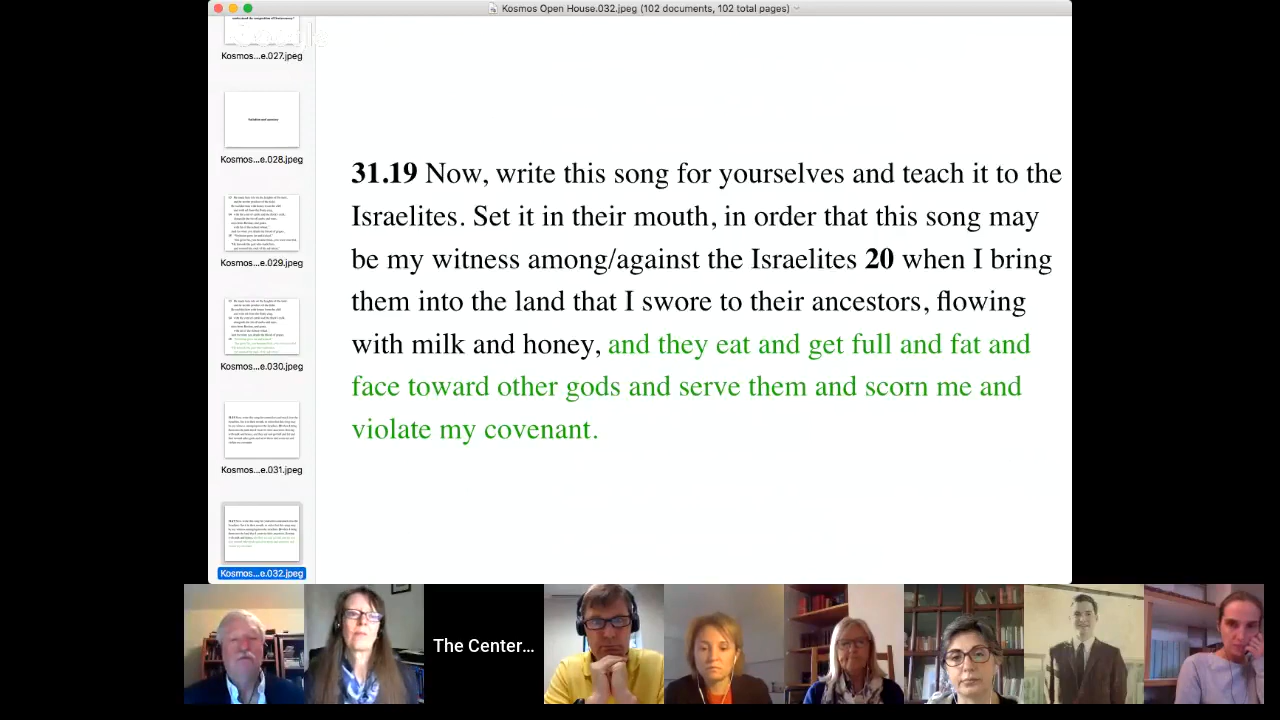 Kosmos Open House.032.jpeg (102 documents, 102 total pages)
Kosmos...e.027.jpeg
Kosmos...e.028.jpeg
Kosmos...e.029.jpeg
Kosmos...e.030.jpeg
Kosmos...e.031.jpeg
Kosmos...e.032.jpeg
31.19 Now, write this song for yourselves and teach it to the
Israelites. Set it in their mouth, in order that this song may
be my witness among/against the Israelites 20 when I bring
them into the land that I swore to their ancestors, flowing
with milk and honey, and they eat and get full and fat and
face toward other gods and serve them and scorn me and
violate my covenant.
The Center...